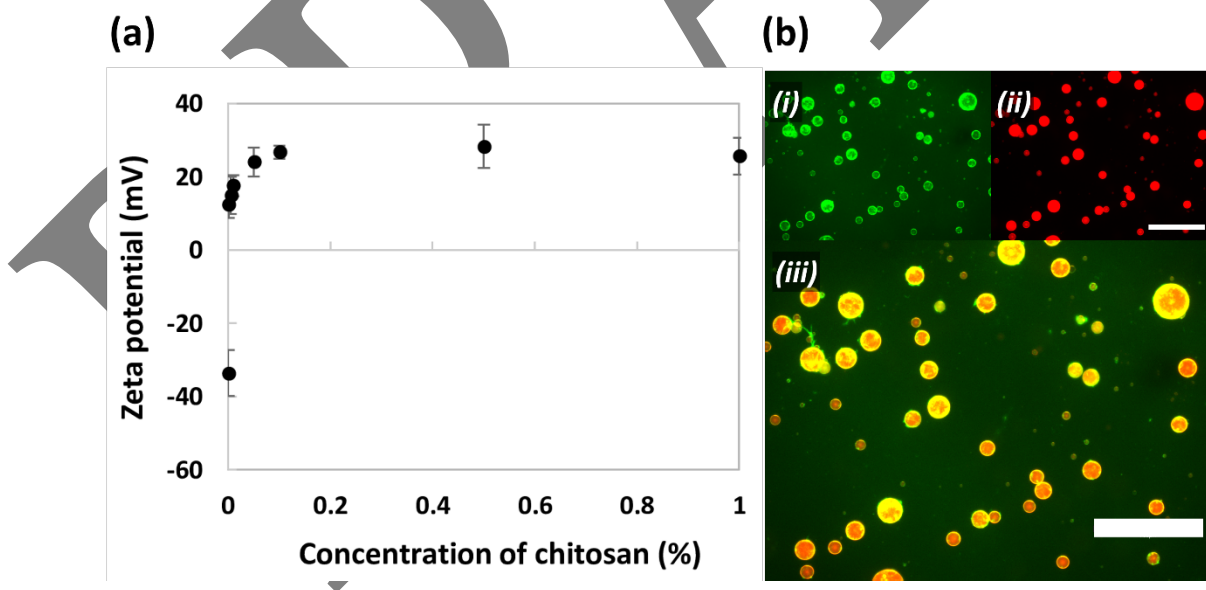 (a)
(b)
40
20
0
-20
-40
-60
Zeta potential (mV)
0 0.2 0.4 0.6 0.8 1
Concentration of chitosan (%)
(i)
(ii)
(iii)